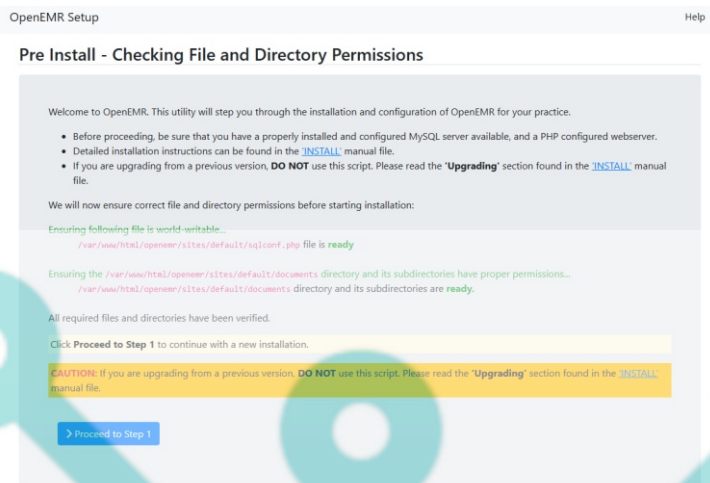 OpenEMR Setup
Help
Pre Install - Checking File and Directory Permissions
Welcome to OpenEMR. This utility will step you through the installation and configuration of OpenEMR for your practice.
• Before proceeding, be sure that you have a properly installed and configured MySQL server available, and a PHP configured webserver.
• Detailed installation instructions can be found in the 'INSTALL' manual file.
• If you are upgrading from a previous version, DO NOT use this script. Please read the 'Upgrading' section found in the 'INSTALL' manual
file.
We will now ensure correct file and directory permissions before starting installation:
Ensuring following file is world-writable...
/var/www/html/openemr/sites/default/sqlconf.php file is ready
Ensuring the /var/www/html/openemr/sites/default/documents directory and its subdirectories have proper permissions...
/var/www/html/openemr/sites/default/documents directory and its subdirectories are ready.
All required files and directories have been verified.
Click Proceed to Step 1 to continue with a new installation.
CAUTION: If you are upgrading from a previous version, DO NOT use this script. Please read the 'Upgrading' section found in the 'INSTALL'
manual file.
Proceed to Step 1